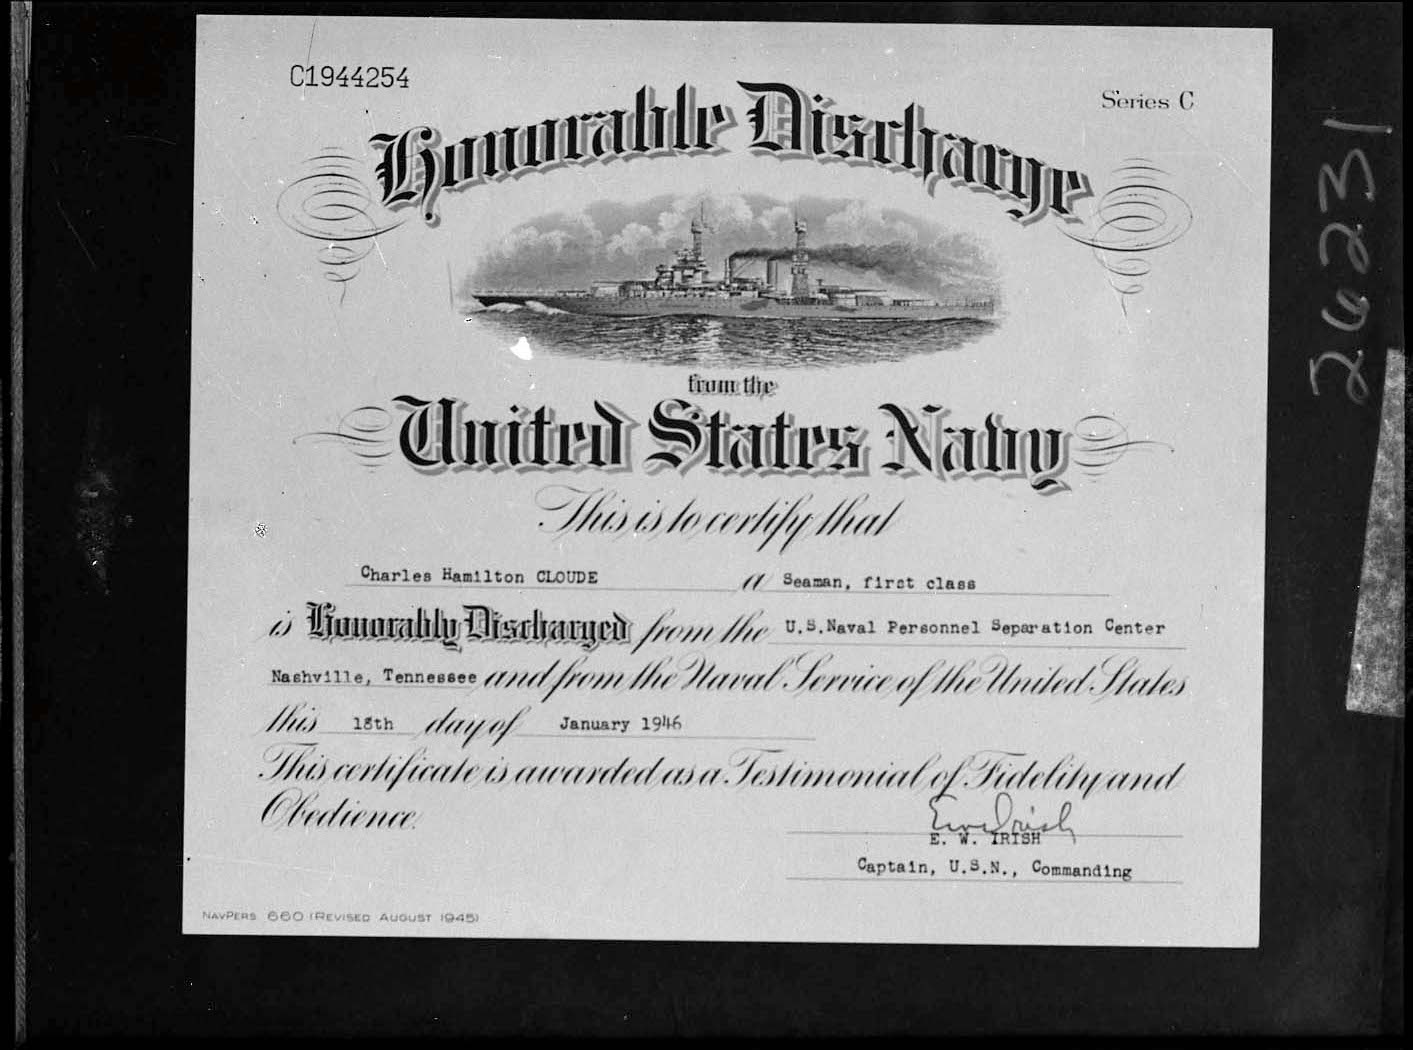 C1944254
Series C
Honorable Discharge
from the
United States Navy
This is to certify that
Charles Hamilton CLOUDE a Seaman, first class
is Honorably Discharged from the U.S.Naval Personnel Separation Center
Nashville, Tennessee and from the Naval Service of the United States
this 18th day of January 1946
This certificate is awarded as a Testimonial of Fidelity and
Obedience.
E W Irish
E. W. IRISH
Captain, U.S.N., Commanding
NAVPERS 660 (REVISED AUGUST 1945)
26231